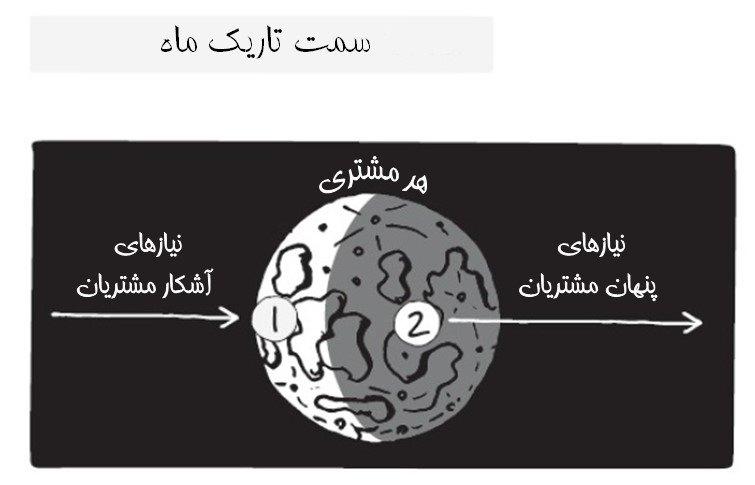 سمت تاریک ماه
هر مشتری
نیازهای
آشکار مشتریان
1
2
نیازهای
پنهان مشتریان